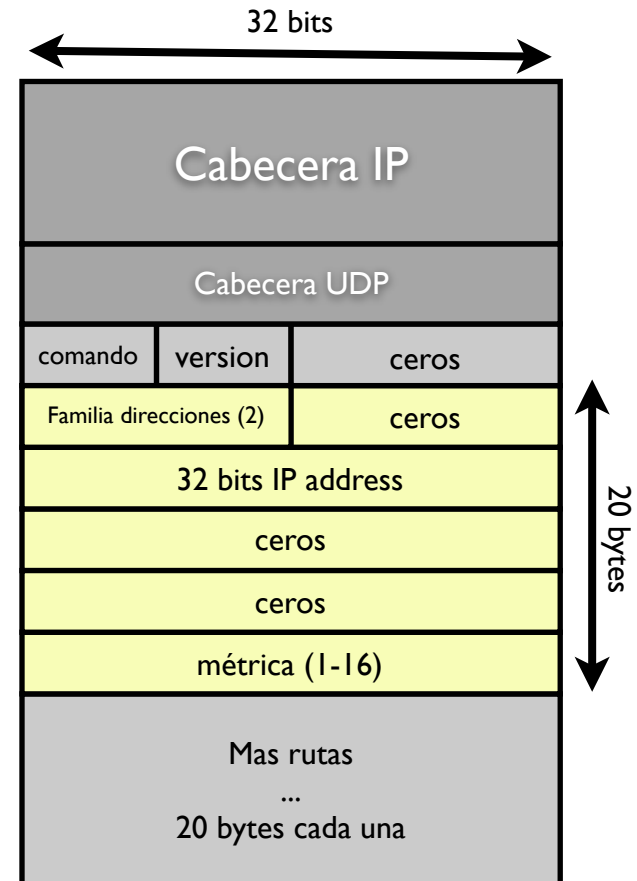 32 bits
Cabecera IP
Cabecera UDP
comando version ceros
Familia direcciones (2) ceros
32 bits IP address
ceros
ceros
métrica (1-16)
20 bytes
Mas rutas
...
20 bytes cada una